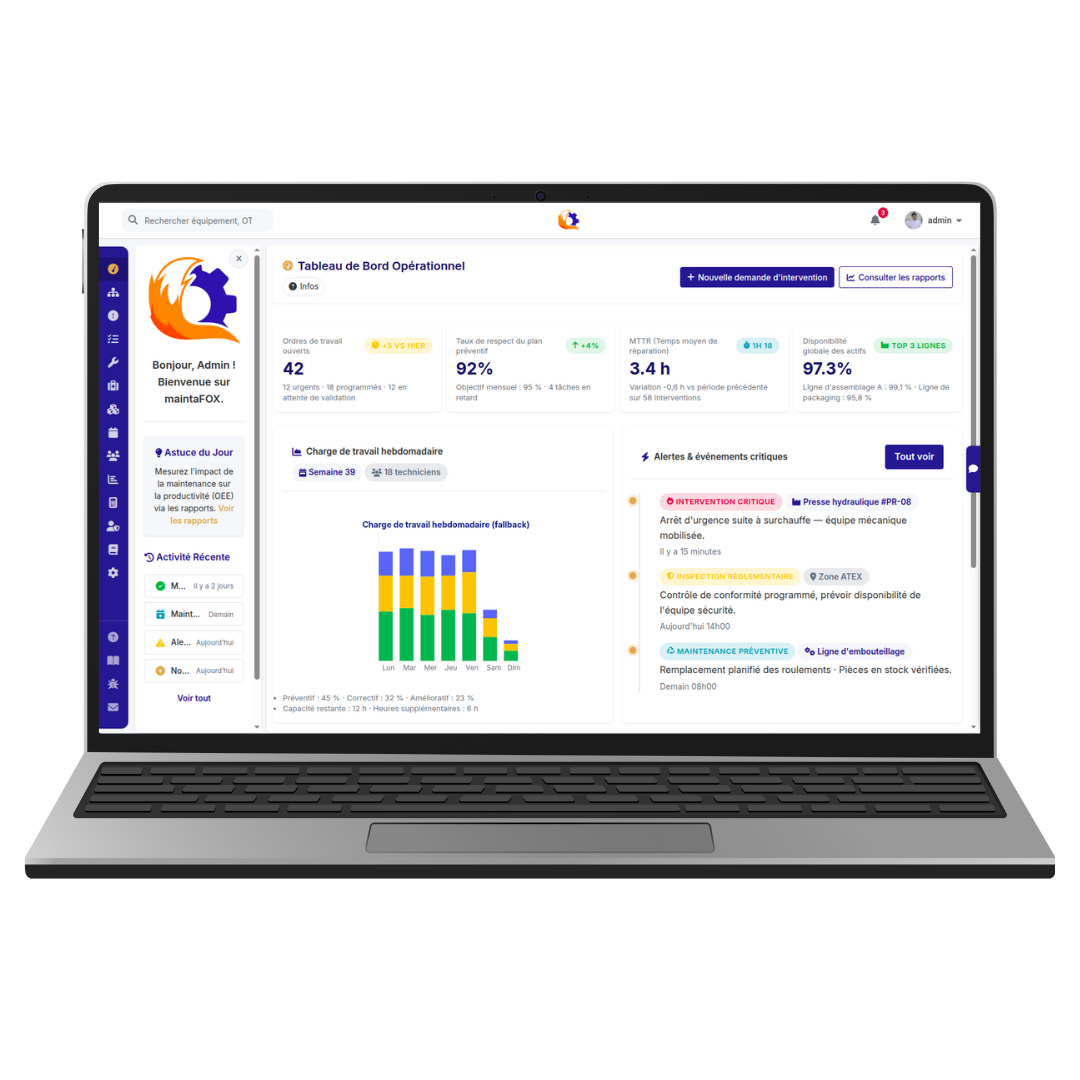 Rechercher équipement, OT
3
admin
Bonjour, Admin !
Bienvenue sur
maintaFOX.
Astuce du Jour
Mesurez l'impact de
la maintenance sur
la productivité (OEE)
via les rapports. Voir
les rapports
Activité Récente
M... Il y a 2 jours
Maint... Demain
Ale... Aujourd'hui
No... Aujourd'hui
Voir tout
Tableau de Bord Opérationnel
Infos
+ Nouvelle demande d'intervention
Consulter les rapports
Ordres de travail
ouverts
+3 VS HIER
42
12 urgents · 18 programmés · 12 en
attente de validation
Taux de respect du plan
préventif
+4%
92%
Objectif mensuel : 95 % · 4 tâches en
retard
MTTR (Temps moyen de
réparation)
1H 18
3.4 h
Variation -0,6 h vs période précédente
sur 58 interventions
Disponibilité
globale des actifs
TOP 3 LIGNES
97.3%
Ligne d'assemblage A : 99,1 % · Ligne de
packaging : 95,8 %
Charge de travail hebdomadaire
Semaine 39
18 techniciens
Charge de travail hebdomadaire (fallback)
Lun Mar Mer Jeu Ven Sam Dim
• Préventif : 45 % · Correctif : 32 % · Amélioratif : 23 %
• Capacité restante : 12 h · Heures supplémentaires : 6 h
Alertes & événements critiques
Tout voir
INTERVENTION CRITIQUE
Presse hydraulique #PR-08
Arrêt d'urgence suite à surchauffe — équipe mécanique
mobilisée.
Il y a 15 minutes
INSPECTION RÉGLEMENTAIRE
Zone ATEX
Contrôle de conformité programmé, prévoir disponibilité de
l'équipe sécurité.
Aujourd'hui 14h00
MAINTENANCE PRÉVENTIVE
Ligne d'embouteillage
Remplacement planifié des roulements · Pièces en stock vérifiées.
Demain 08h00